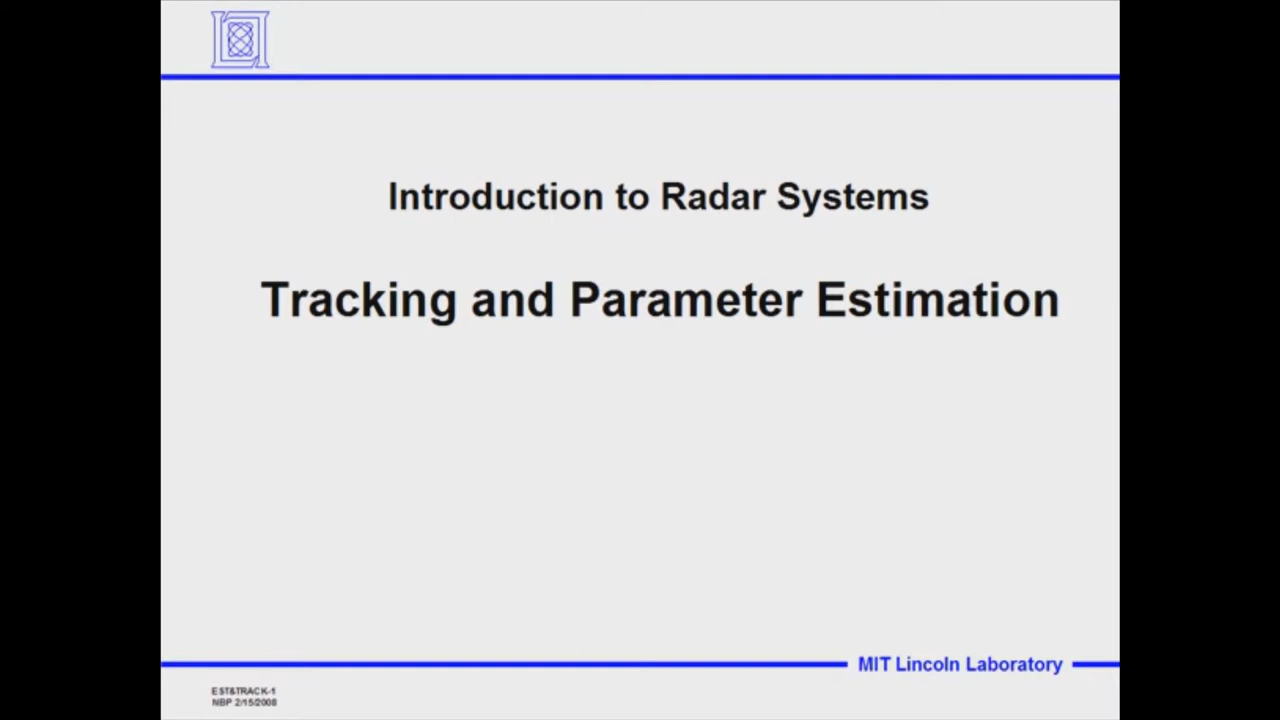 Introduction to Radar Systems
Tracking and Parameter Estimation
MIT Lincoln Laboratory
EST&TRACK-1
NBP 2/15/2008